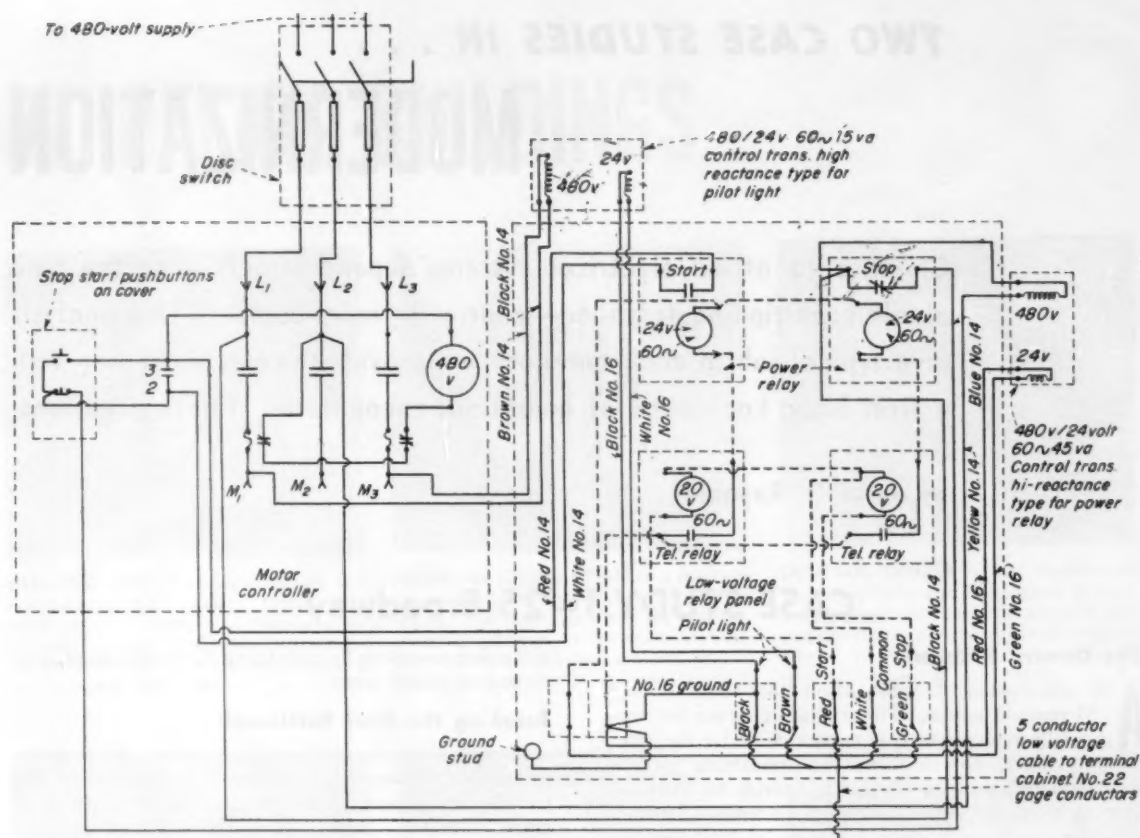 TWO CASE STUDIES IN . . .
MODERNIZATION
To 480-volt supply
Disc
switch
480/24v 60~15va
control trans. high
reactance type for
pilot light
24v
480v
Stop start pushbuttons
on cover
L1
L2
L3
3
2
480
v
M1
M2
M3
Motor
controller
Brown No.14
Black No.14
Red No.14
White No.14
Black No.16
White
No.16
Start
Stop
24v
60~
24v
60~
Power
relay
20
v
60~
20
v
60~
Tel. relay
Tel. relay
480v
24v
Blue No.14
Yellow No.14
480v/24volt
60~45va
Control trans.
hi-reactance
type for power
relay
Low-voltage
relay panel
Pilot light
Black No.14
Red No.16
Green No.16
No.16 ground
Ground
stud
Start
Common
Stop
Black
Brown
Red
White
Green
5 conductor
low voltage
cable to terminal
cabinet. No.22
gage conductors